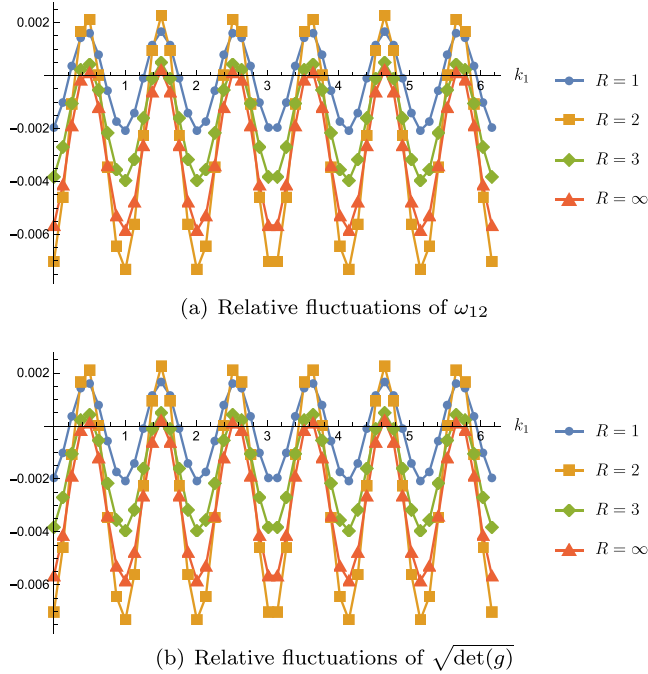 0.002
k₁
1 2 3 4 5 6
-0.002
-0.004
-0.006
R = 1
R = 2
R = 3
R = ∞
(a) Relative fluctuations of ω₁₂
0.002
k₁
1 2 3 4 5 6
-0.002
-0.004
-0.006
R = 1
R = 2
R = 3
R = ∞
(b) Relative fluctuations of √det(g)